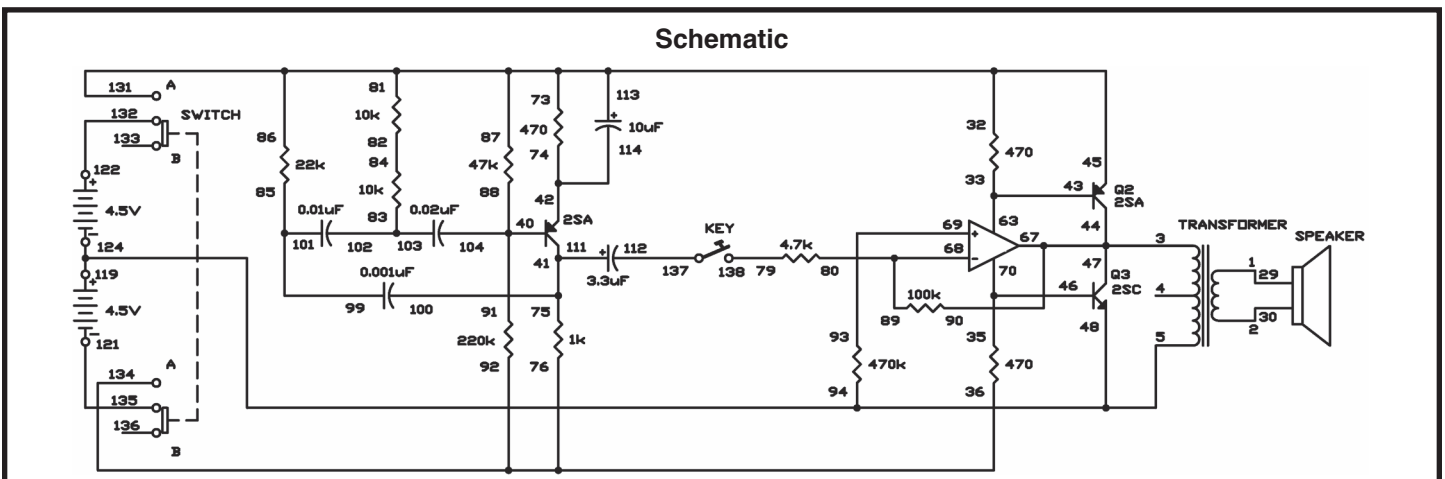 Schematic
131 A
132 SWITCH
133
B
122
+
4.5V
-
124
119
+
4.5V
-
121
134 A
135
136
B
86
22k
85
81
10k
82
84
10k
83
87
47k
88
73
470
74
113
+
10uF
114
42
0.01uF
101 102
0.02uF
103 104
40 2SA
111
41
+ 112
3.3uF
0.001uF
99 100
91
220k
92
75
1k
76
KEY
137 138
4.7k
79 80
69 +
68 -
63
67
70
100k
89 90
93
470k
94
32
470
33
35
470
36
45
43 Q2
2SA
44
47
46 Q3
2SC
48
TRANSFORMER
3
4
5
1
2
SPEAKER
29
30